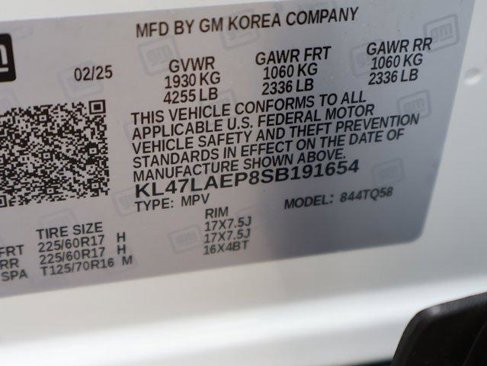 MFD BY GM KOREA COMPANY
02/25
GVWR GAWR FRT GAWR RR
1930 KG 1060 KG 1060 KG
4255 LB 2336 LB 2336 LB
THIS VEHICLE CONFORMS TO ALL
APPLICABLE U.S. FEDERAL MOTOR
VEHICLE SAFETY AND THEFT PREVENTION
STANDARDS IN EFFECT ON THE DATE OF
MANUFACTURE SHOWN ABOVE.
KL47LAEP8SB191654
TYPE: MPV MODEL: 844TQ58
TIRE SIZE RIM
FRT 225/60R17 H 17X7.5J
RR 225/60R17 H 17X7.5J
SPA T125/70R16 M 16X4BT